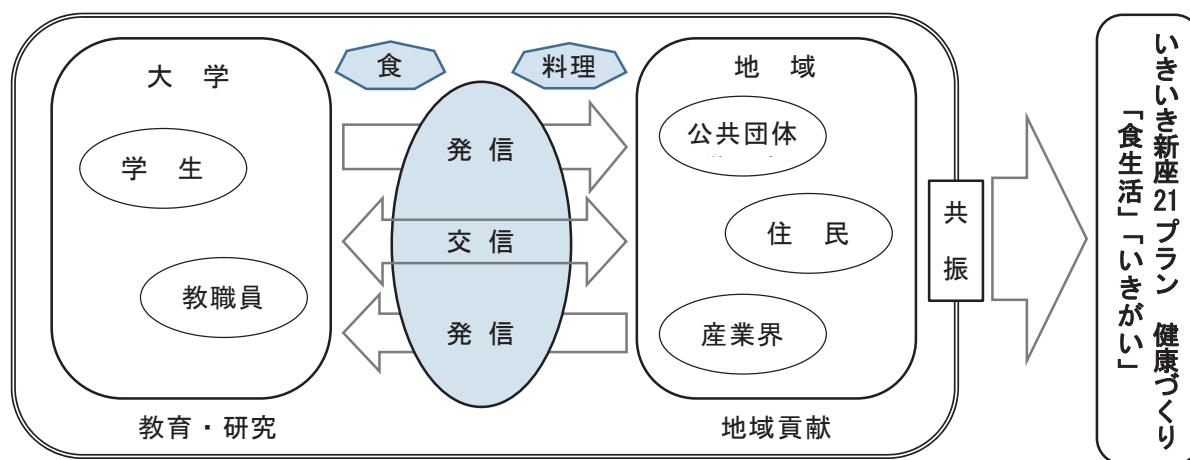 大 学
学 生
教職員
教育・研究
食
料理
発 信
交 信
発 信
地 域
公共団体
住 民
産業界
地域貢献
共振
いきいき新座21プラン 健康づくり
「食生活」「いきがい」